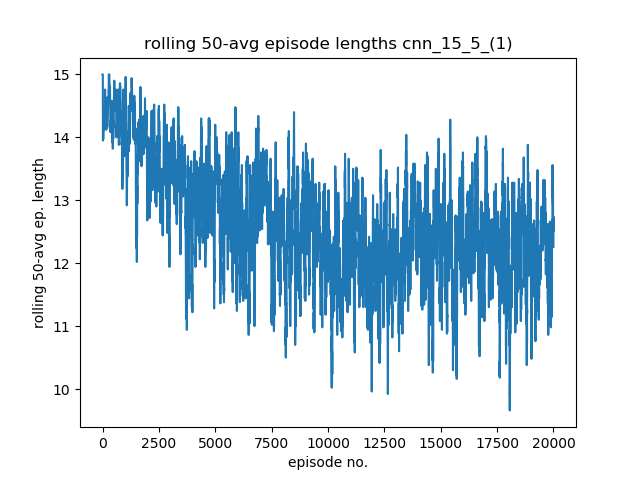 rolling 50-avg episode lengths cnn_15_5_(1)
15
14
13
12
11
10
rolling 50-avg ep. length
0 2500 5000 7500 10000 12500 15000 17500 20000
episode no.